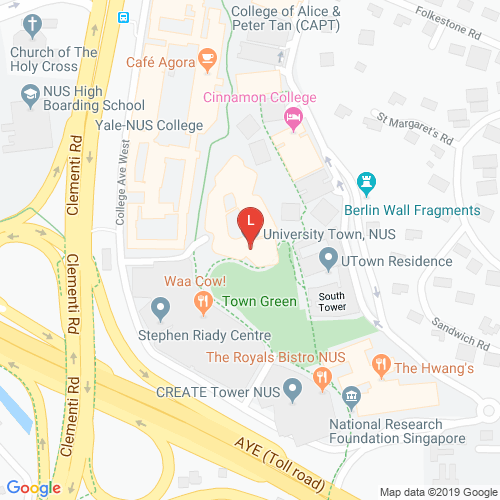 College of Alice &
Peter Tan (CAPT)
Folkestone Rd
Church of The
Holy Cross
Café Agora
NUS High
Boarding School
Cinnamon College
St Margaret's Rd
Yale-NUS College
Clementi Rd
College Ave West
Berlin Wall Fragments
L
University Town, NUS
UTown Residence
Clementi Rd
Waa Cow!
Town Green
South
Tower
Sandwich Rd
Stephen Riady Centre
The Royals Bistro NUS
The Hwang's
CREATE Tower NUS
Clementi Rd
National Research
Foundation Singapore
AYE (Toll road)
Google
Map data ©2019 Google